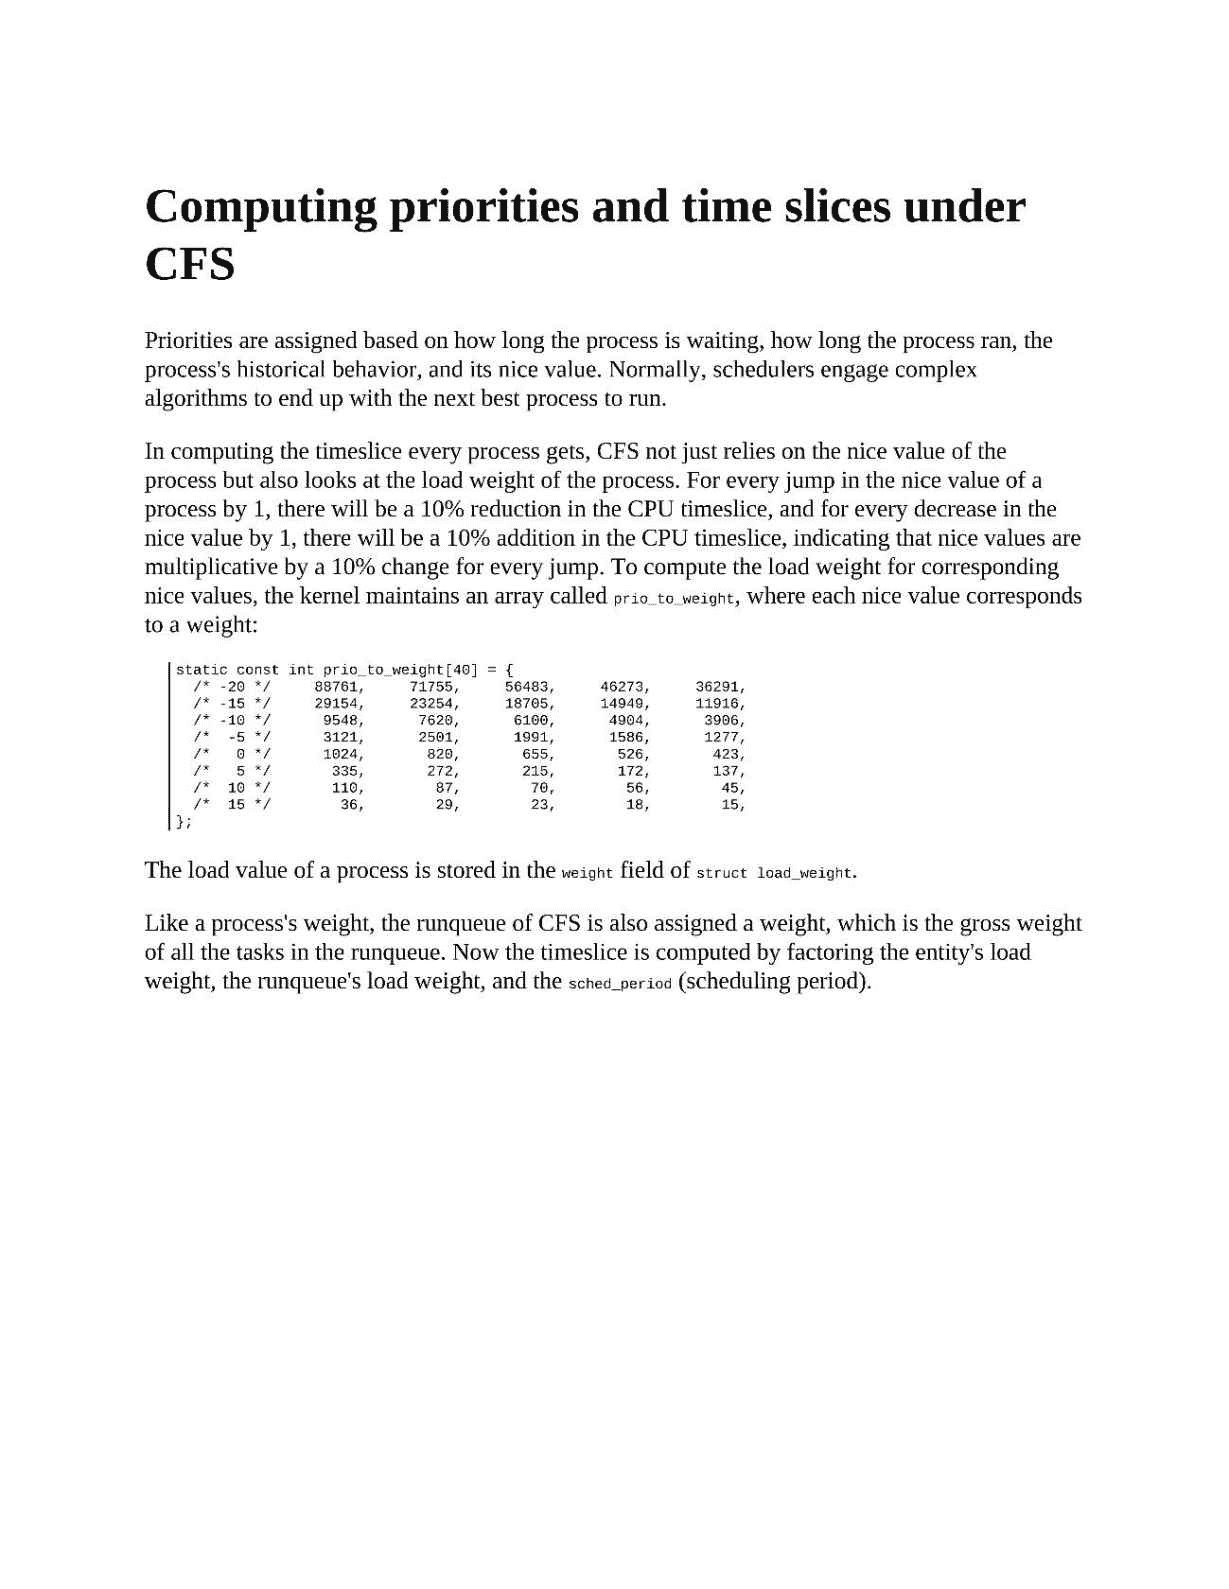 Computing priorities and time slices under
CFS
Priorities are assigned based on how long the process is waiting, how long the process ran, the
process's historical behavior, and its nice value. Normally, schedulers engage complex
algorithms to end up with the next best process to run.
In computing the timeslice every process gets, CFS not just relies on the nice value of the
process but also looks at the load weight of the process. For every jump in the nice value of a
process by 1, there will be a 10% reduction in the CPU timeslice, and for every decrease in the
nice value by 1, there will be a 10% addition in the CPU timeslice, indicating that nice values are
multiplicative by a 10% change for every jump. To compute the load weight for corresponding
nice values, the kernel maintains an array called prio_to_weight, where each nice value corresponds
to a weight:
static const int prio_to_weight[40] = {
  /* -20 */     88761,     71755,     56483,     46273,     36291,
  /* -15 */     29154,     23254,     18705,     14949,     11916,
  /* -10 */      9548,      7620,      6100,      4904,      3906,
  /*  -5 */      3121,      2501,      1991,      1586,      1277,
  /*   0 */      1024,       820,       655,       526,       423,
  /*   5 */       335,       272,       215,       172,       137,
  /*  10 */       110,        87,        70,        56,        45,
  /*  15 */        36,        29,        23,        18,        15,
};
The load value of a process is stored in the weight field of struct load_weight.
Like a process's weight, the runqueue of CFS is also assigned a weight, which is the gross weight
of all the tasks in the runqueue. Now the timeslice is computed by factoring the entity's load
weight, the runqueue's load weight, and the sched_period (scheduling period).